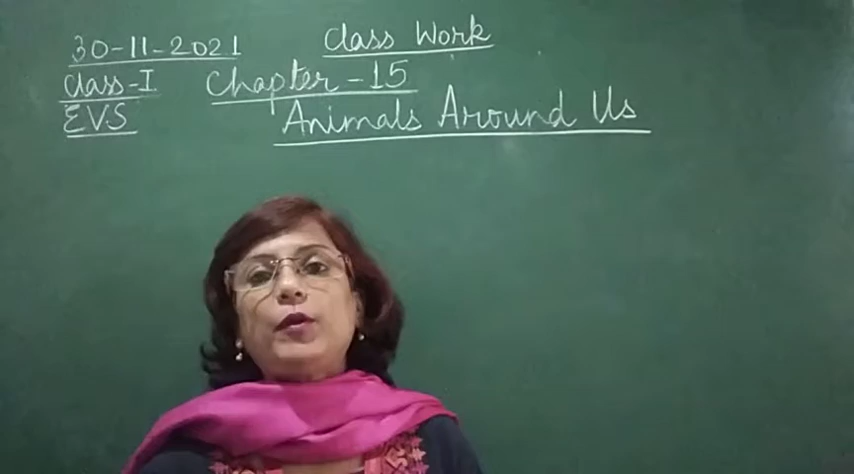 30-11-2021 Class Work
Class-I Chapter-15
EVS Animals Around Us